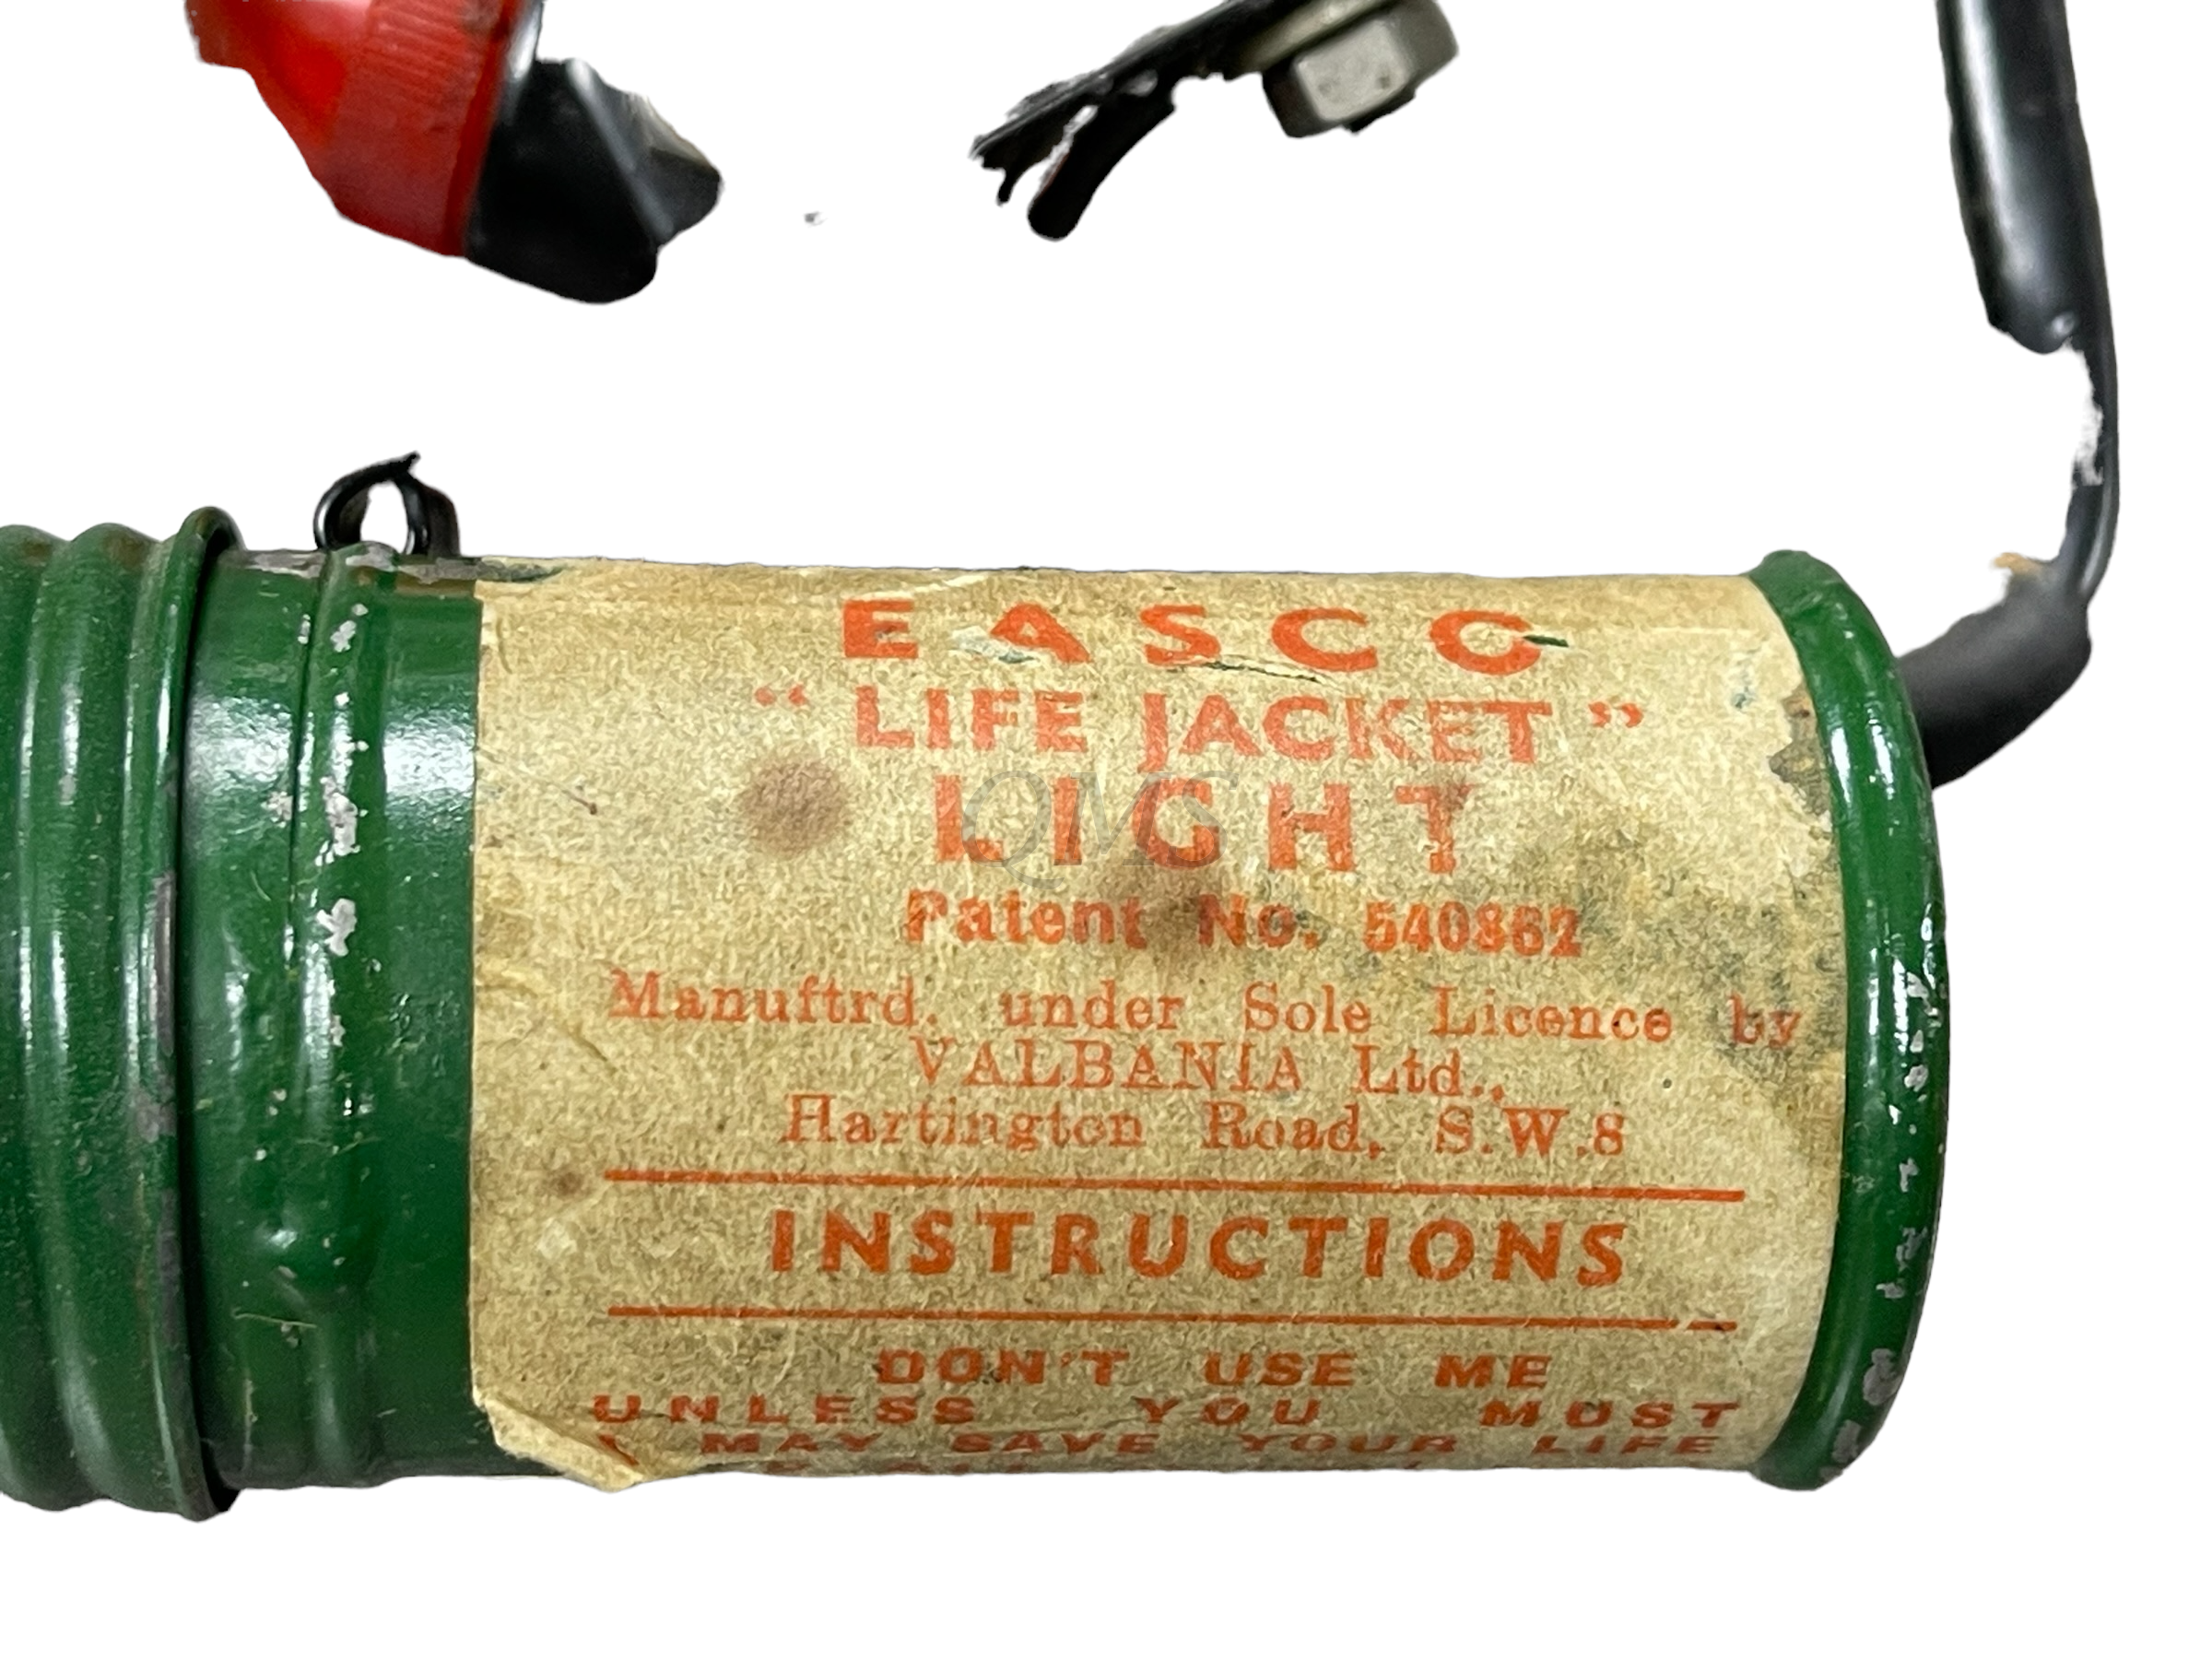 EASCO
“LIFE JACKET”
LIGHT
QMS
Patent No. 540862
Manuftrd. under Sole Licence by
VALBANIA Ltd.,
Hartington Road, S.W.8
INSTRUCTIONS
DON'T USE ME
UNLESS YOU MUST
I MAY SAVE YOUR LIFE